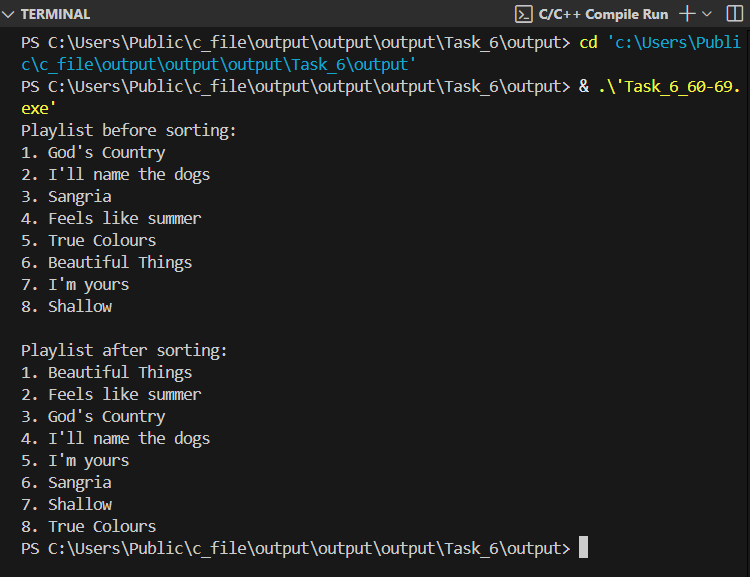 TERMINAL
C/C++ Compile Run
PS C:\Users\Public\c_file\output\output\output\Task_6\output> cd 'c:\Users\Publi
c\c_file\output\output\output\Task_6\output'
PS C:\Users\Public\c_file\output\output\output\Task_6\output> & .\'Task_6_60-69.
exe'
Playlist before sorting:
1. God's Country
2. I'll name the dogs
3. Sangria
4. Feels like summer
5. True Colours
6. Beautiful Things
7. I'm yours
8. Shallow
Playlist after sorting:
1. Beautiful Things
2. Feels like summer
3. God's Country
4. I'll name the dogs
5. I'm yours
6. Sangria
7. Shallow
8. True Colours
PS C:\Users\Public\c_file\output\output\output\Task_6\output>